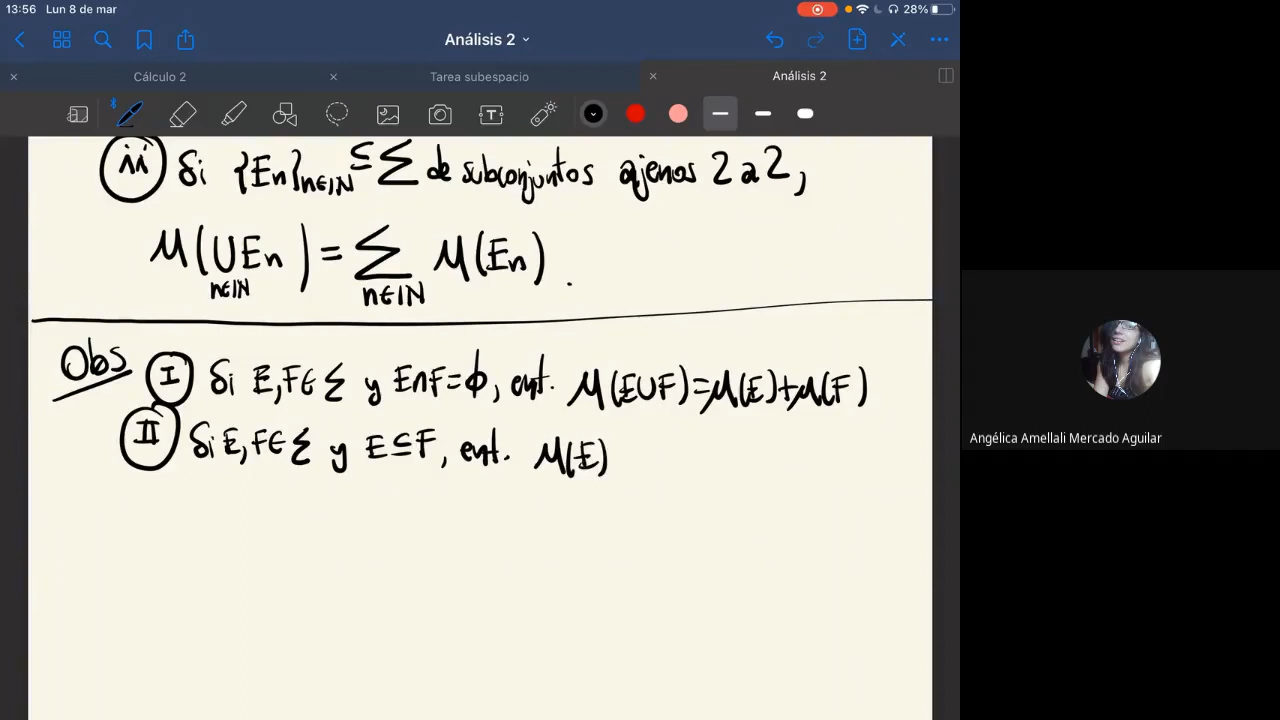 13:56 Lun 8 de mar 28%
Análisis 2
Cálculo 2 Tarea subespacio Análisis 2
ii Si {En}n∈ℕ ⊆ Σ de subconjuntos ajenos 2 a 2,
μ(∪En) = Σ μ(En).
n∈ℕ n∈ℕ
Obs I Si E,F∈Σ y E∩F=ϕ, ent. μ(E∪F)=μ(E)+μ(F)
II Si E,F∈Σ y E⊆F, ent. μ(E)
Angélica Amellali Mercado Aguilar